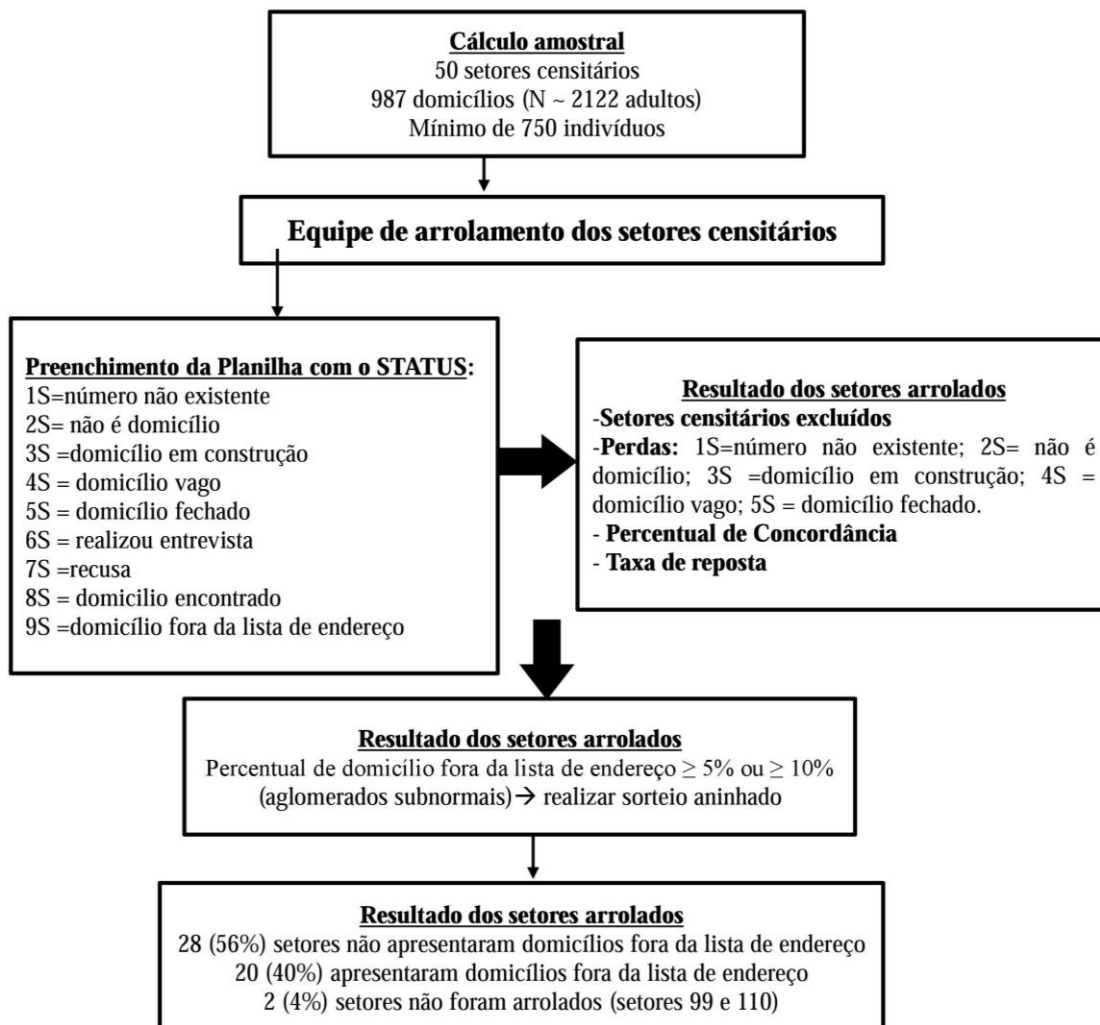 Cálculo amostral
50 setores censitários
987 domicílios (N ~ 2122 adultos)
Mínimo de 750 indivíduos
Equipe de arrolamento dos setores censitários
Preenchimento da Planilha com o STATUS:
1S=número não existente
2S= não é domicílio
3S =domicílio em construção
4S = domicílio vago
5S = domicílio fechado
6S = realizou entrevista
7S =recusa
8S = domicilio encontrado
9S =domicílio fora da lista de endereço
Resultado dos setores arrolados
-Setores censitários excluídos
-Perdas: 1S=número não existente; 2S= não é
domicílio; 3S =domicílio em construção; 4S =
domicílio vago; 5S = domicílio fechado.
- Percentual de Concordância
- Taxa de reposta
Resultado dos setores arrolados
Percentual de domicílio fora da lista de endereço ≥ 5% ou ≥ 10%
(aglomerados subnormais)→ realizar sorteio aninhado
Resultado dos setores arrolados
28 (56%) setores não apresentaram domicílios fora da lista de endereço
20 (40%) apresentaram domicílios fora da lista de endereço
2 (4%) setores não foram arrolados (setores 99 e 110)